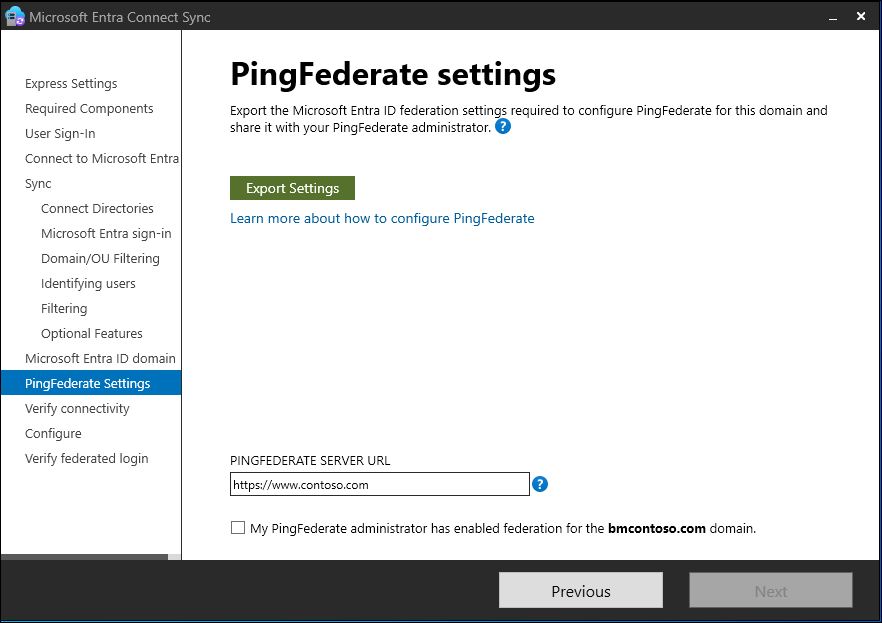 Microsoft Entra Connect Sync
Express Settings
Required Components
User Sign-In
Connect to Microsoft Entra
Sync
Connect Directories
Microsoft Entra sign-in
Domain/OU Filtering
Identifying users
Filtering
Optional Features
Microsoft Entra ID domain
PingFederate Settings
Verify connectivity
Configure
Verify federated login
PingFederate settings
Export the Microsoft Entra ID federation settings required to configure PingFederate for this domain and
share it with your PingFederate administrator. ?
Export Settings
Learn more about how to configure PingFederate
PINGFEDERATE SERVER URL
https://www.contoso.com ?
My PingFederate administrator has enabled federation for the bmcontoso.com domain.
Previous
Next